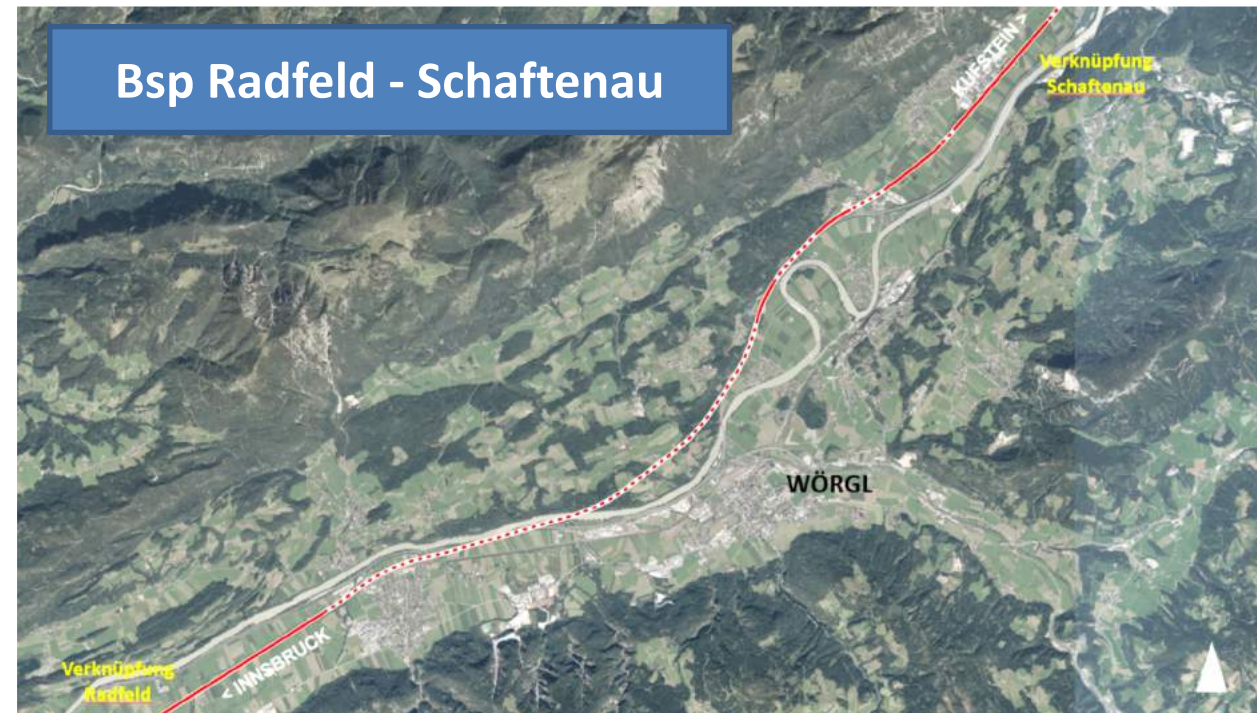 Bsp Radfeld - Schaftenau
KUFSTEIN >
Verknüpfung
Schaftenau
WÖRGL
< INNSBRUCK
Verknüpfung
Radfeld